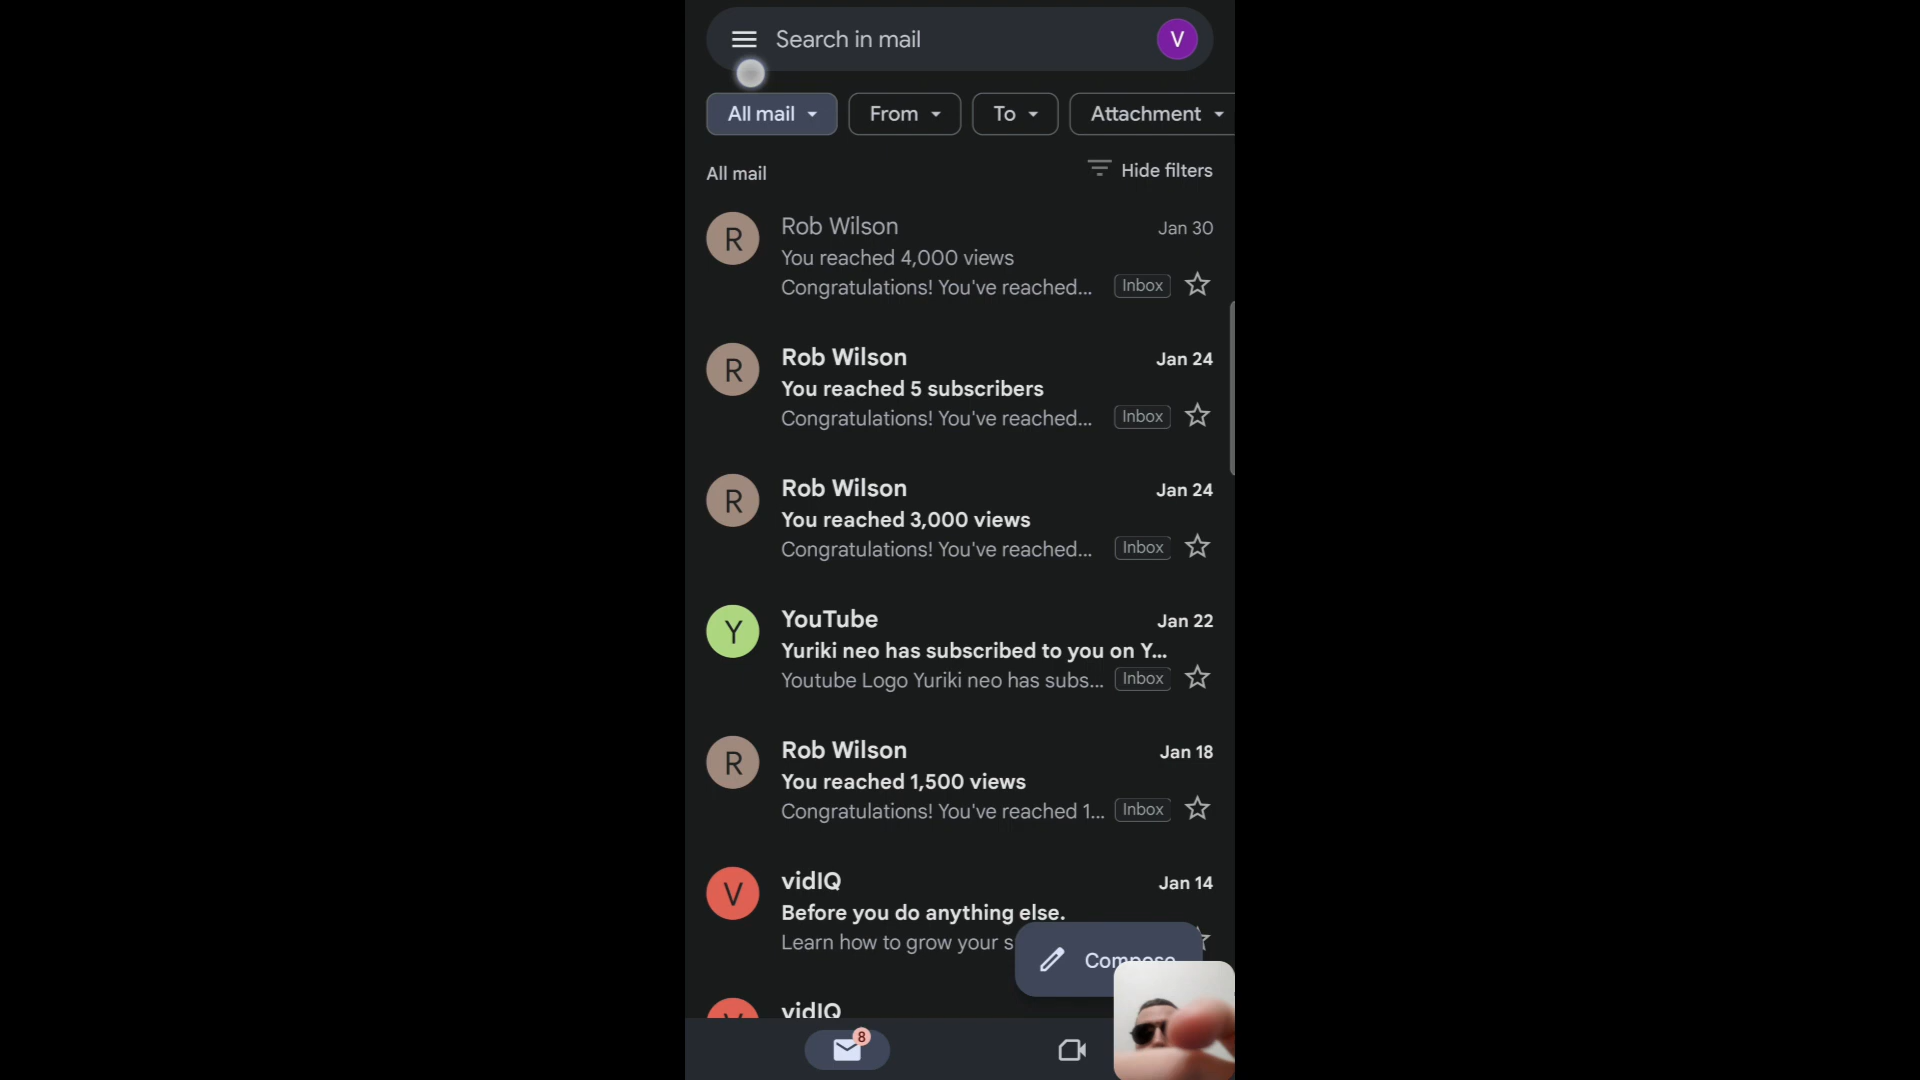 Search in mail
V
All mail
From
To
Attachment
All mail
Hide filters
R
Rob Wilson
Jan 30
You reached 4,000 views
Congratulations! You've reached...
Inbox
R
Rob Wilson
Jan 24
You reached 5 subscribers
Congratulations! You've reached...
Inbox
R
Rob Wilson
Jan 24
You reached 3,000 views
Congratulations! You've reached...
Inbox
Y
YouTube
Jan 22
Yuriki neo has subscribed to you on Y...
Youtube Logo Yuriki neo has subs...
Inbox
R
Rob Wilson
Jan 18
You reached 1,500 views
Congratulations! You've reached 1...
Inbox
V
vidIQ
Jan 14
Before you do anything else.
Learn how to grow your s
Compose
V
vidIQ
8